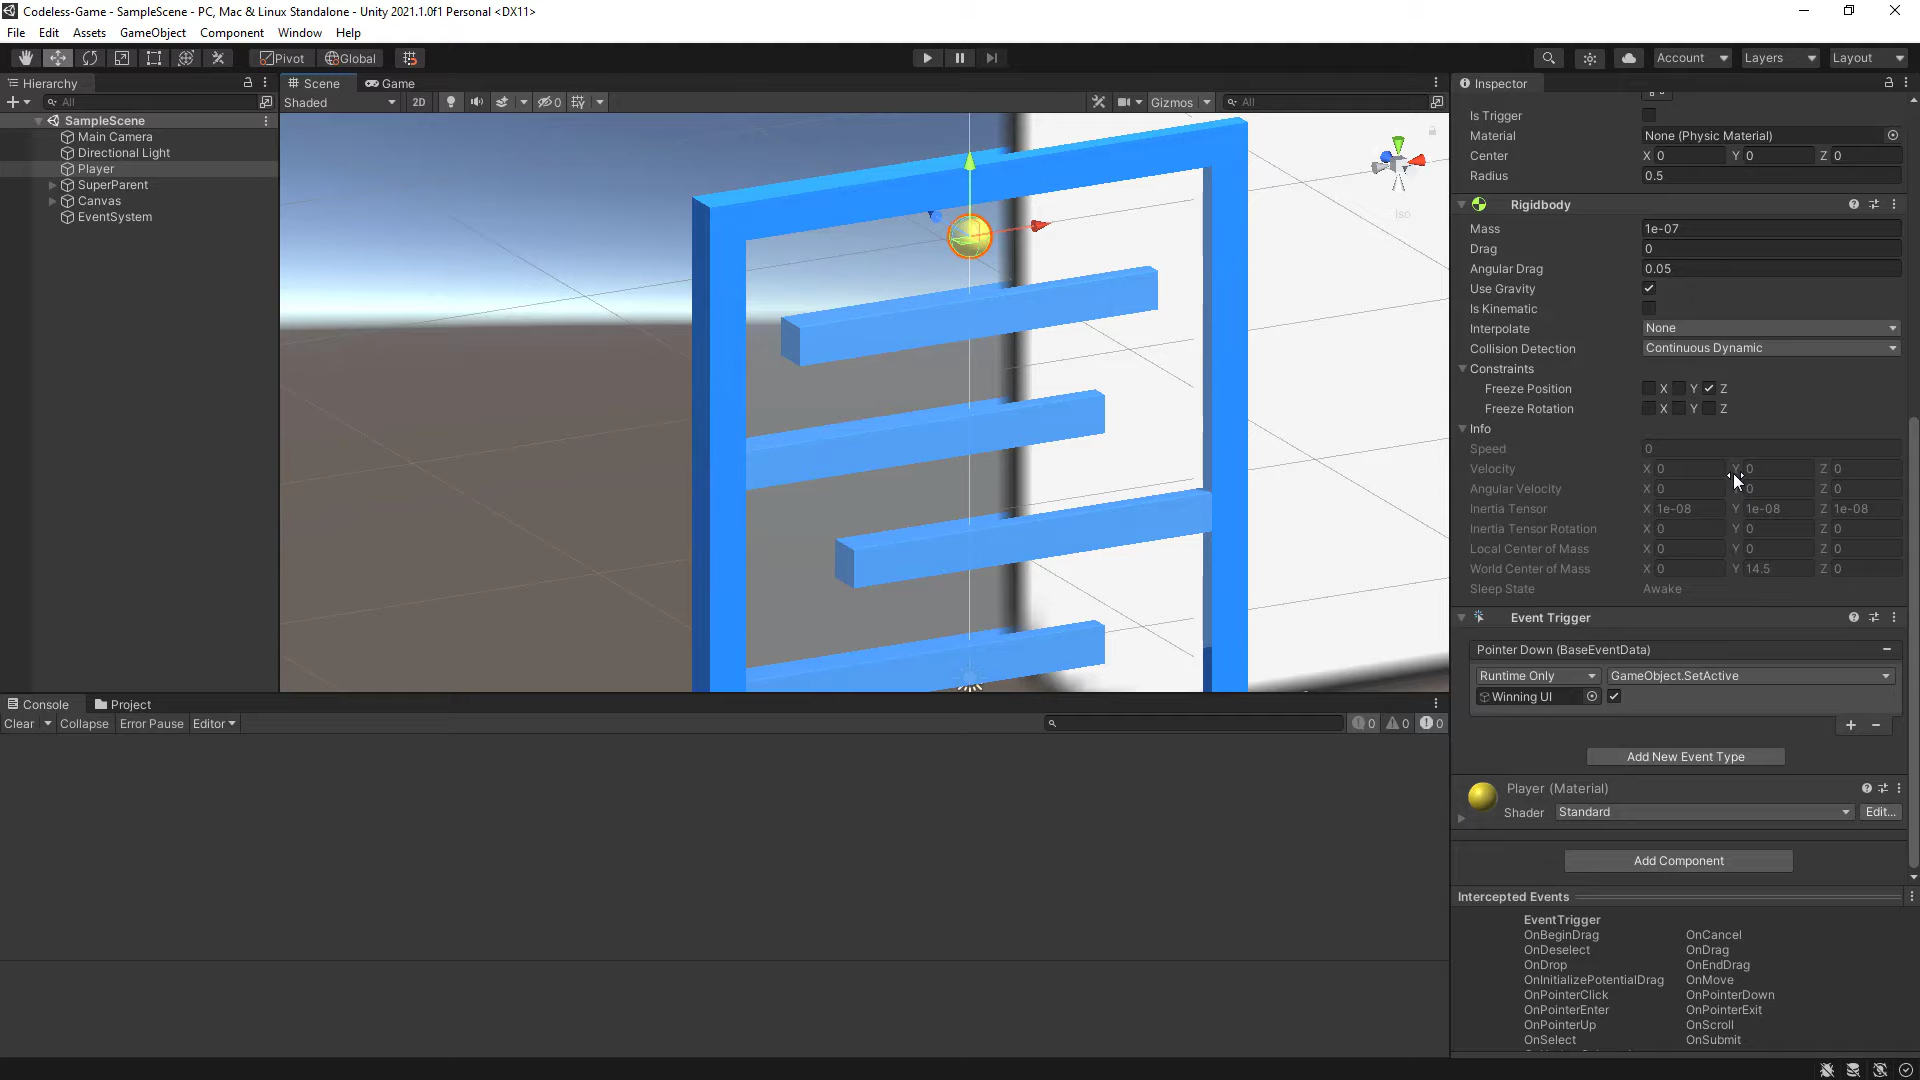 Codeless-Game - SampleScene - PC, Mac & Linux Standalone - Unity 2021.1.0f1 Personal <DX11>
File Edit Assets GameObject Component Window Help
Pivot Global Account Layers Layout
Hierarchy Scene Game Inspector
All Shaded 2D 0 Gizmos All
SampleScene
Main Camera
Directional Light
Player
SuperParent
Canvas
EventSystem
Iso
Is Trigger
Material None (Physic Material)
Center X 0 Y 0 Z 0
Radius 0.5
Rigidbody
Mass 1e-07
Drag 0
Angular Drag 0.05
Use Gravity
Is Kinematic
Interpolate None
Collision Detection Continuous Dynamic
Constraints
Freeze Position X Y Z
Freeze Rotation X Y Z
Info
Speed 0
Velocity X 0 Y 0 Z 0
Angular Velocity X 0 Y 0 Z 0
Inertia Tensor X 1e-08 Y 1e-08 Z 1e-08
Inertia Tensor Rotation X 0 Y 0 Z 0
Local Center of Mass X 0 Y 0 Z 0
World Center of Mass X 0 Y 14.5 Z 0
Sleep State Awake
Event Trigger
Pointer Down (BaseEventData)
Runtime Only GameObject.SetActive
Winning UI
Add New Event Type
Player (Material)
Shader Standard Edit...
Add Component
Intercepted Events
EventTrigger
OnBeginDrag OnCancel
OnDeselect OnDrag
OnDrop OnEndDrag
OnInitializePotentialDrag OnMove
OnPointerClick OnPointerDown
OnPointerEnter OnPointerExit
OnPointerUp OnScroll
OnSelect OnSubmit
Console Project
Clear Collapse Error Pause Editor 0 0 0